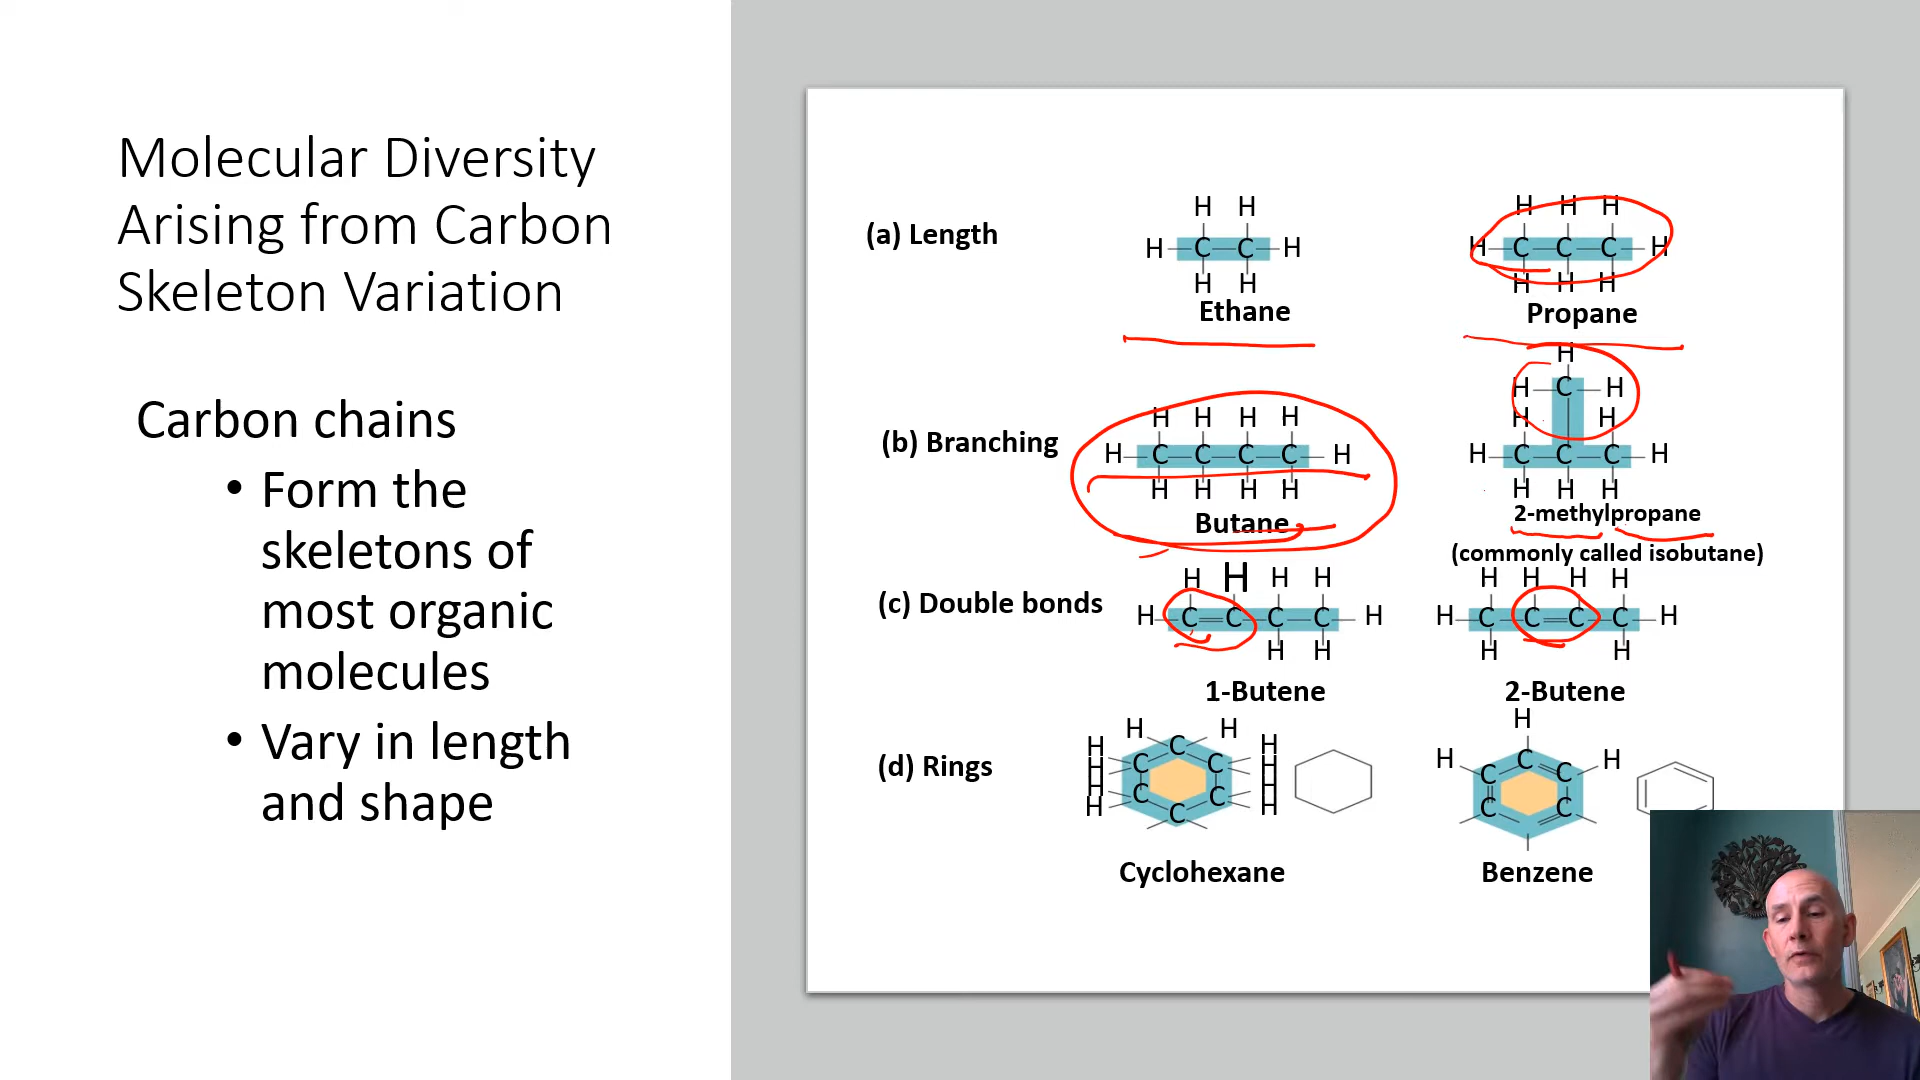 Molecular Diversity
Arising from Carbon
Skeleton Variation
Carbon chains
• Form the
skeletons of
most organic
molecules
• Vary in length
and shape
H H
(a) Length
H C C H
H H
Ethane
H H H
H C C C H
H H H
Propane
(b) Branching
H H H H
H C C C C H
H H H H
Butane
H
H C H
H H
H C C C H
H H H
2-methylpropane
(commonly called isobutane)
(c) Double bonds
H H H H
H C C C C H
H H
1-Butene
H H H H
H C C C C H
H H
2-Butene
(d) Rings
H H
H C H
H C C H
H C C H
H C H
Cyclohexane
H
H C H
C C
C C
Benzene